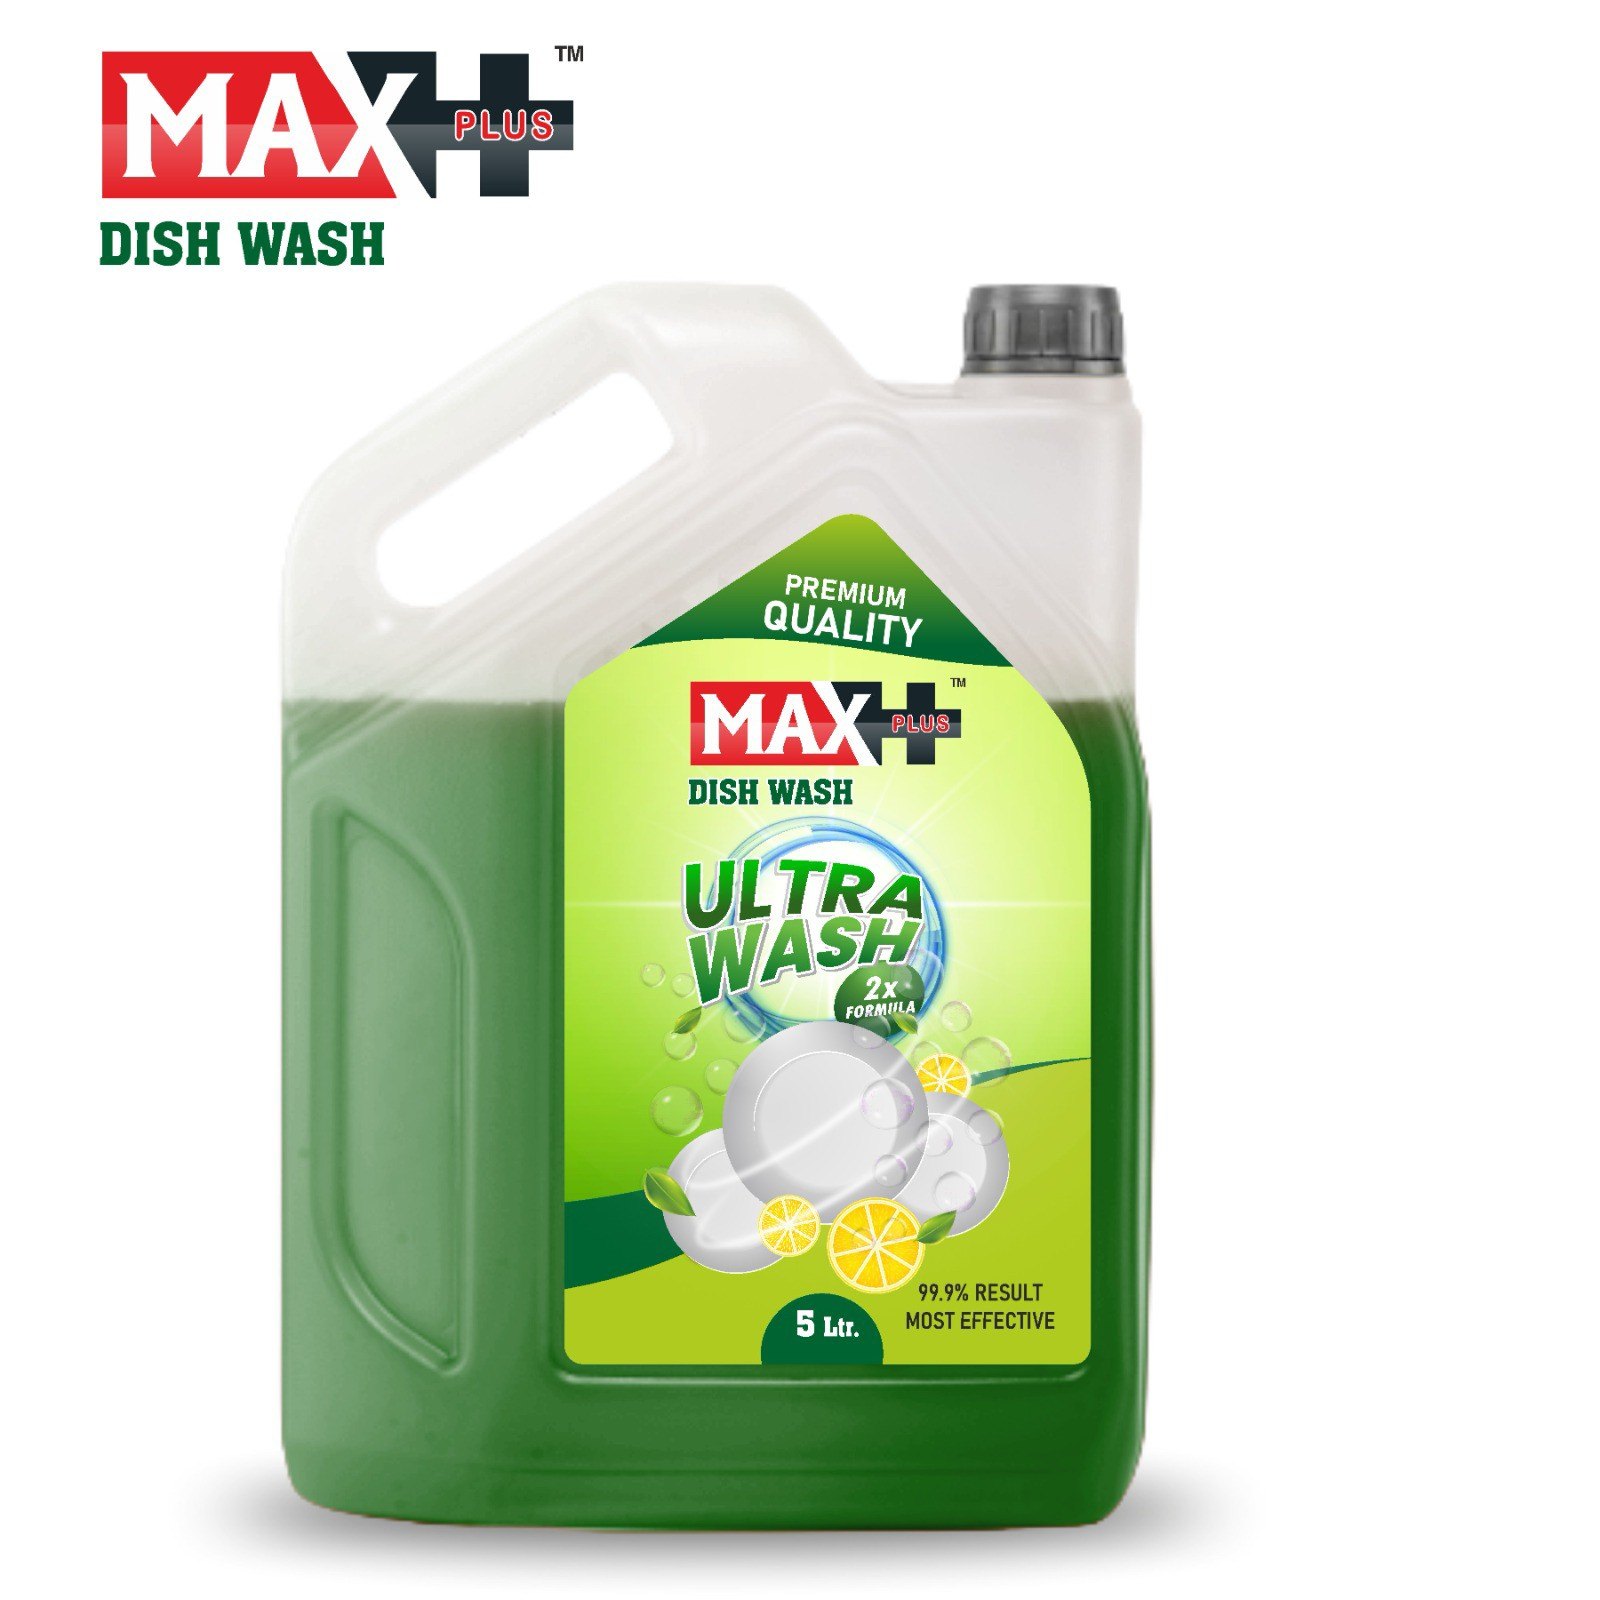 MAX PLUS ™
DISH WASH
PREMIUM
QUALITY
MAX PLUS ™
DISH WASH
ULTRA
WASH
2x
FORMULA
99.9% RESULT
MOST EFFECTIVE
5 Ltr.